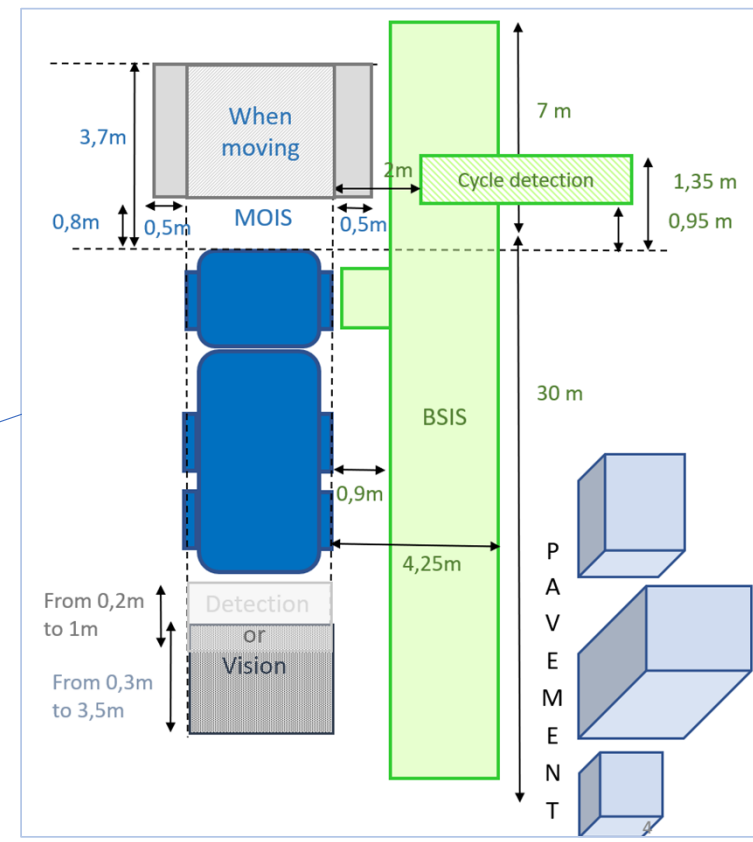 When
moving
3,7m
7 m
2m
Cycle detection
1,35 m
0,8m
0,5m
MOIS
0,5m
0,95 m
30 m
BSIS
0,9m
4,25m
From 0,2m
to 1m
Detection
or
Vision
From 0,3m
to 3,5m
P
A
V
E
M
E
N
T
4